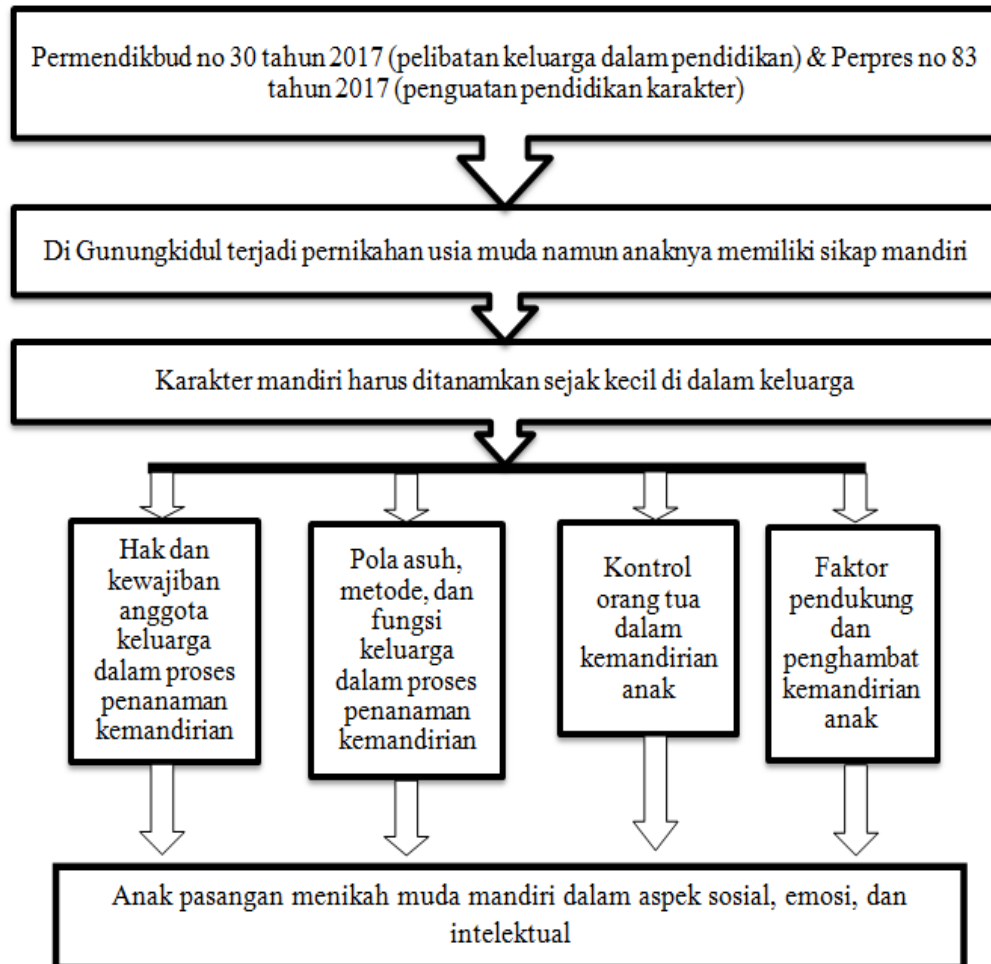 Permendikbud no 30 tahun 2017 (pelibatan keluarga dalam pendidikan) & Perpres no 83
tahun 2017 (penguatan pendidikan karakter)
Di Gunungkidul terjadi pernikahan usia muda namun anaknya memiliki sikap mandiri
Karakter mandiri harus ditanamkan sejak kecil di dalam keluarga
Hak dan
kewajiban
anggota
keluarga
dalam proses
penanaman
kemandirian
Pola asuh,
metode, dan
fungsi
keluarga
dalam proses
penanaman
kemandirian
Kontrol
orang tua
dalam
kemandirian
anak
Faktor
pendukung
dan
penghambat
kemandirian
anak
Anak pasangan menikah muda mandiri dalam aspek sosial, emosi, dan
intelektual